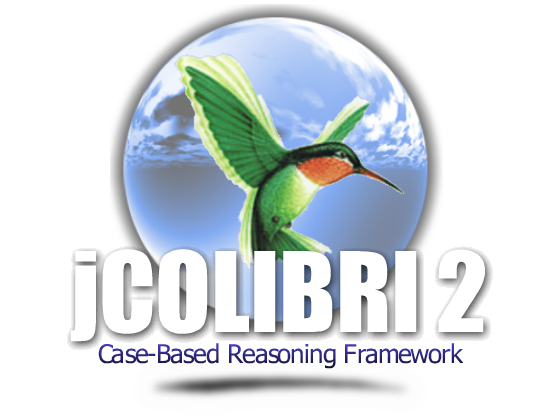 jCOLIBRI 2
Case-Based Reasoning Framework